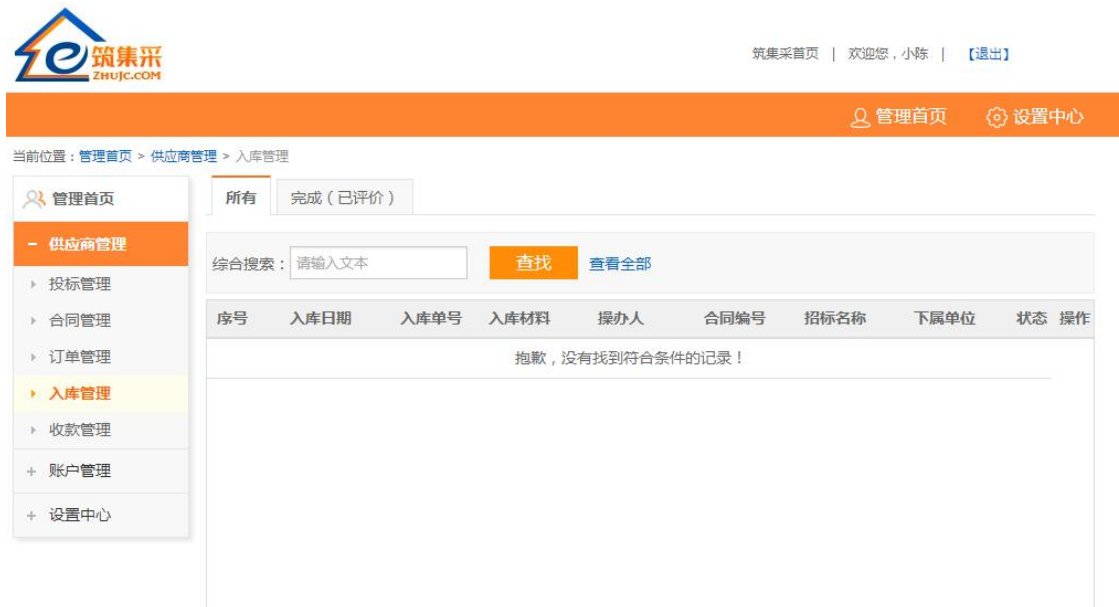 e筑集采
ZHUJC.COM
筑集采首页 | 欢迎您，小陈 | 【退出】
管理首页 设置中心
当前位置：管理首页 > 供应商管理 > 入库管理
管理首页
供应商管理
投标管理
合同管理
订单管理
入库管理
收款管理
账户管理
设置中心
所有 完成（已评价）
综合搜索：请输入文本 查找 查看全部
序号 入库日期 入库单号 入库材料 操办人 合同编号 招标名称 下属单位 状态 操作
抱歉，没有找到符合条件的记录！